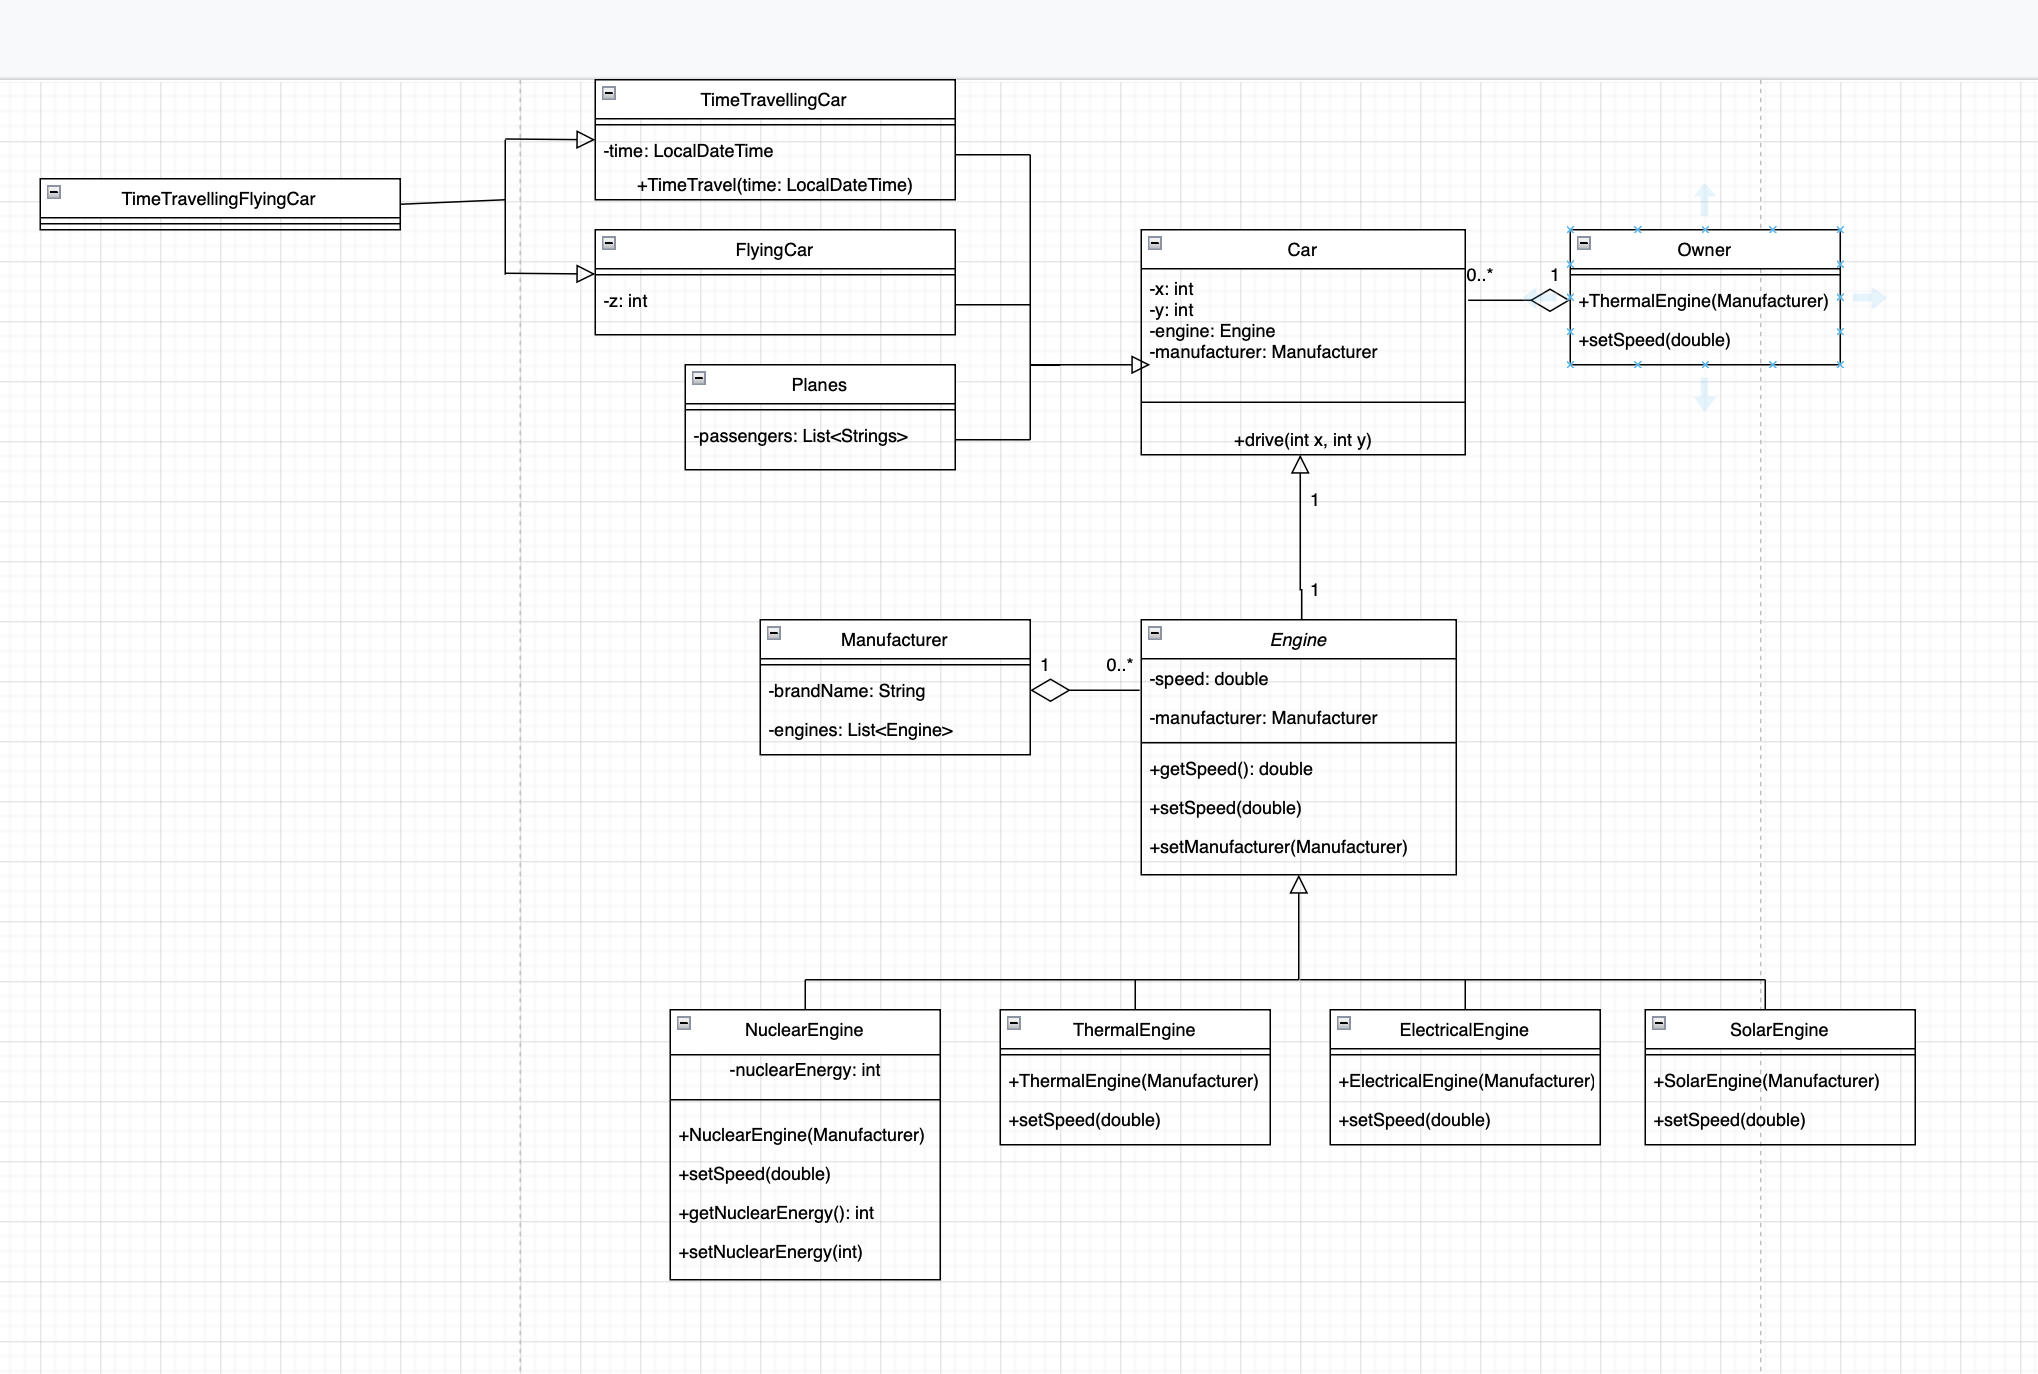 TimeTravellingCar
-time: LocalDateTime
+TimeTravel(time: LocalDateTime)
TimeTravellingFlyingCar
FlyingCar
-z: int
Planes
-passengers: List<Strings>
Car
-x: int
-y: int
-engine: Engine
-manufacturer: Manufacturer
+drive(int x, int y)
0..*
1
Owner
+ThermalEngine(Manufacturer)
+setSpeed(double)
1
1
Manufacturer
-brandName: String
-engines: List<Engine>
1
0..*
Engine
-speed: double
-manufacturer: Manufacturer
+getSpeed(): double
+setSpeed(double)
+setManufacturer(Manufacturer)
NuclearEngine
-nuclearEnergy: int
+NuclearEngine(Manufacturer)
+setSpeed(double)
+getNuclearEnergy(): int
+setNuclearEnergy(int)
ThermalEngine
+ThermalEngine(Manufacturer)
+setSpeed(double)
ElectricalEngine
+ElectricalEngine(Manufacturer)
+setSpeed(double)
SolarEngine
+SolarEngine(Manufacturer)
+setSpeed(double)